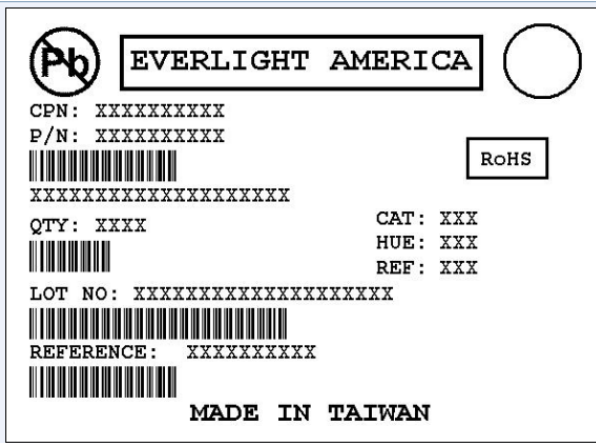 Pb
EVERLIGHT AMERICA
CPN: XXXXXXXXXX
P/N: XXXXXXXXXX
RoHS
XXXXXXXXXXXXXXXXXXXX
QTY: XXXX
CAT: XXX
HUE: XXX
REF: XXX
LOT NO: XXXXXXXXXXXXXXXXXXXX
REFERENCE: XXXXXXXXXX
MADE IN TAIWAN